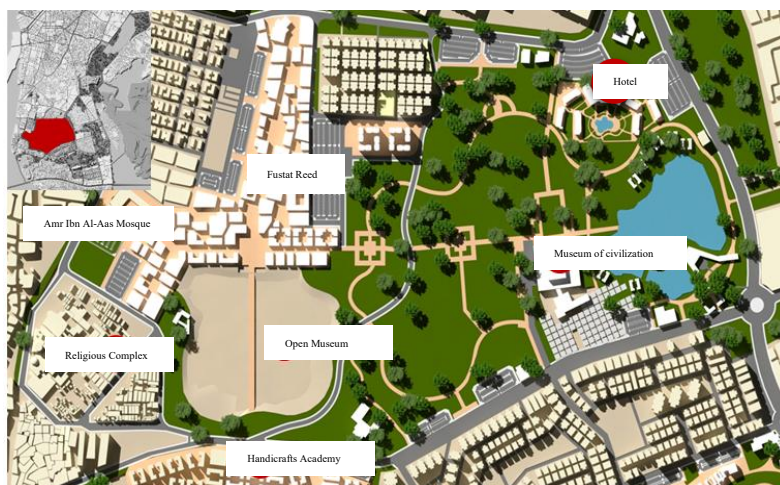 Hotel
Fustat Reed
Amr Ibn Al-Aas Mosque
Museum of civilization
Open Museum
Religious Complex
Handicrafts Academy